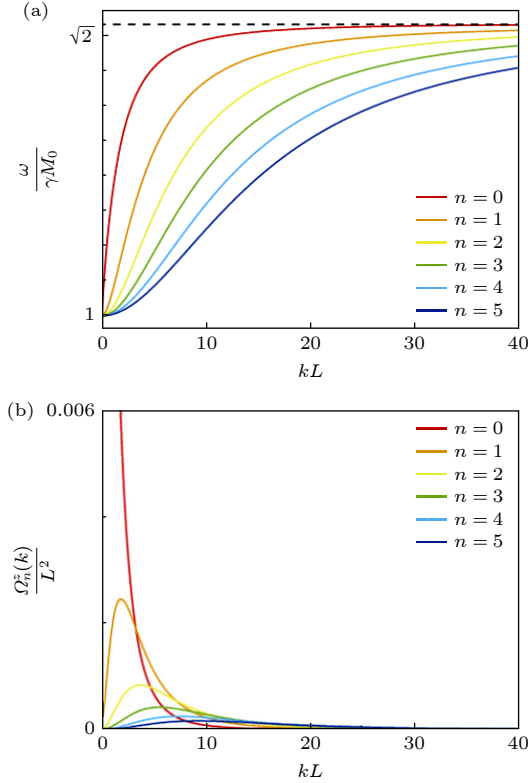 (a)
√2
ω
γM₀
1
n = 0
n = 1
n = 2
n = 3
n = 4
n = 5
0 10 20 30 40
kL
(b)
0.006
Ωₙᶻ(k)
L²
0
n = 0
n = 1
n = 2
n = 3
n = 4
n = 5
0 10 20 30 40
kL